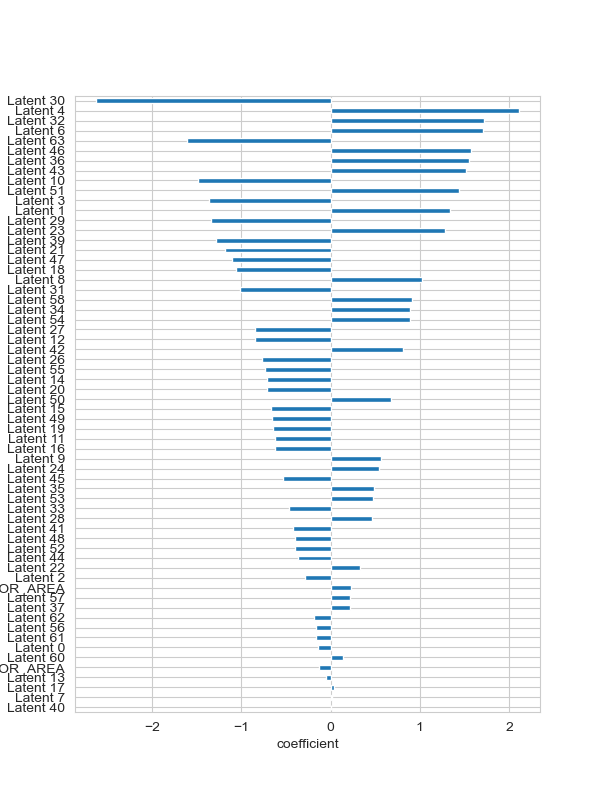 Latent 30
Latent 4
Latent 32
Latent 6
Latent 63
Latent 46
Latent 36
Latent 43
Latent 10
Latent 51
Latent 3
Latent 1
Latent 29
Latent 23
Latent 39
Latent 21
Latent 47
Latent 18
Latent 8
Latent 31
Latent 58
Latent 34
Latent 54
Latent 27
Latent 12
Latent 42
Latent 26
Latent 55
Latent 14
Latent 20
Latent 50
Latent 15
Latent 49
Latent 19
Latent 11
Latent 16
Latent 9
Latent 24
Latent 45
Latent 35
Latent 53
Latent 33
Latent 28
Latent 41
Latent 48
Latent 52
Latent 44
Latent 22
Latent 2
OR_AREA
Latent 57
Latent 37
Latent 62
Latent 56
Latent 61
Latent 0
Latent 60
OR_AREA
Latent 13
Latent 17
Latent 7
Latent 40
−2 −1 0 1 2
coefficient